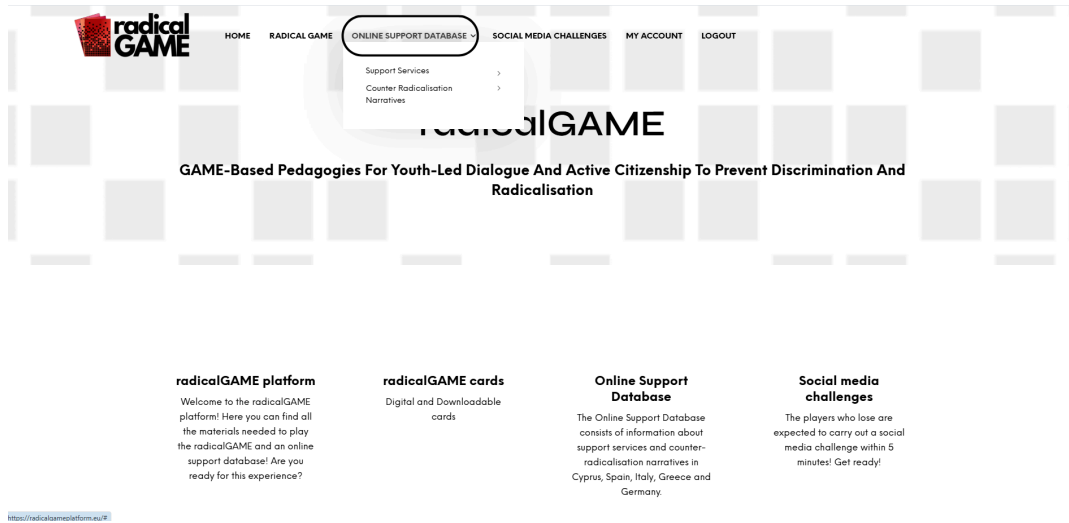 radical
GAME
HOME RADICAL GAME ONLINE SUPPORT DATABASE SOCIAL MEDIA CHALLENGES MY ACCOUNT LOGOUT
Support Services
Counter Radicalisation
Narratives
radicalGAME
GAME-Based Pedagogies For Youth-Led Dialogue And Active Citizenship To Prevent Discrimination And
Radicalisation
radicalGAME platform
Welcome to the radicalGAME
platform! Here you can find all
the materials needed to play
the radicalGAME and an online
support database! Are you
ready for this experience?
radicalGAME cards
Digital and Downloadable
cards
Online Support
Database
The Online Support Database
consists of information about
support services and counter-
radicalisation narratives in
Cyprus, Spain, Italy, Greece and
Germany.
Social media
challenges
The players who lose are
expected to carry out a social
media challenge within 5
minutes! Get ready!
https://radicalgameplatform.eu/#